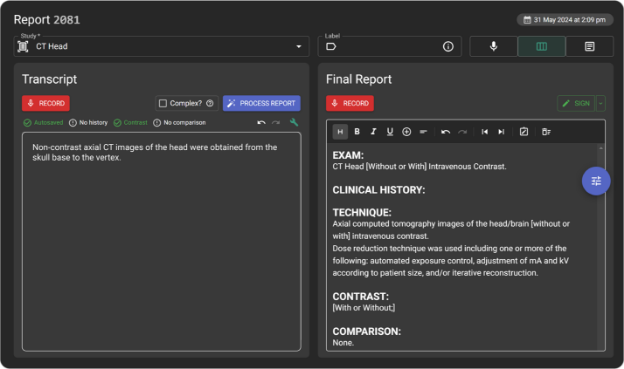 Report 2081
31 May 2024 at 2:09 pm
Study *
CT Head
Label
Transcript
RECORD
Complex?
PROCESS REPORT
Autosaved
No history
Contrast
No comparison
Non-contrast axial CT images of the head were obtained from the
skull base to the vertex.
Final Report
RECORD
SIGN
H B I U
EXAM:
CT Head [Without or With] Intravenous Contrast.
CLINICAL HISTORY:
TECHNIQUE:
Axial computed tomography images of the head/brain [without or
with] intravenous contrast.
Dose reduction technique was used including one or more of the
following: automated exposure control, adjustment of mA and kV
according to patient size, and/or iterative reconstruction.
CONTRAST:
[With or Without;]
COMPARISON:
None.